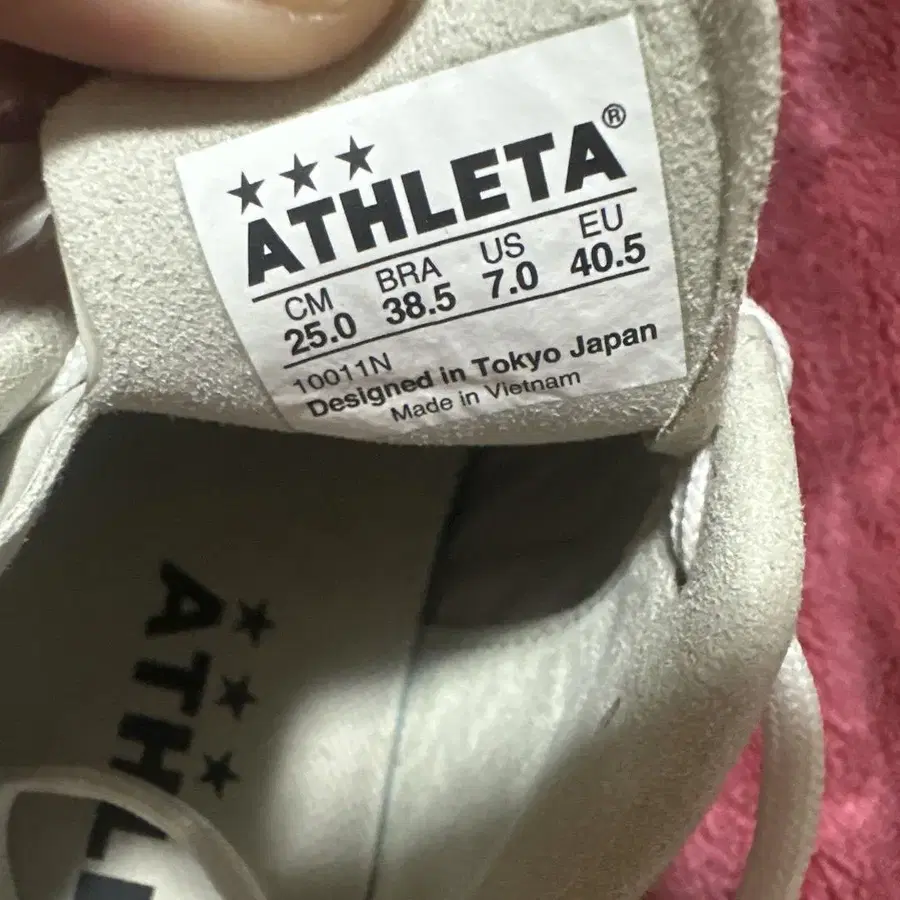 ★★★
ATHLETA®
CM BRA US EU
25.0 38.5 7.0 40.5
10011N
Designed in Tokyo Japan
Made in Vietnam
★★★
ATHLE